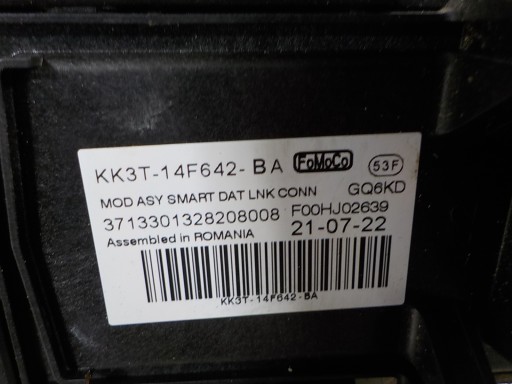 KK3T-14F642-BA FoMoCo 53F
MOD ASY SMART DAT LNK CONN GQ6KD
3713301328208008 F00HJ02639
Assembled in ROMANIA 21-07-22
KK3T-14F642-BA